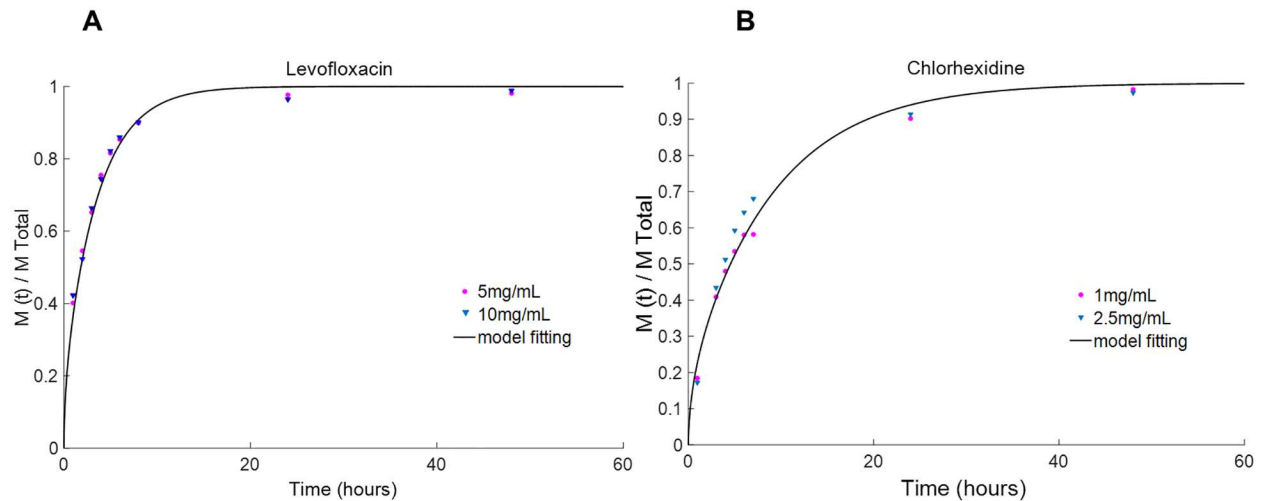 A
Levofloxacin
M (t) / M Total
1
0.8
0.6
0.4
0.2
0
0
20
40
60
Time (hours)
5mg/mL
10mg/mL
model fitting
B
Chlorhexidine
M (t) / M Total
1
0.9
0.8
0.7
0.6
0.5
0.4
0.3
0.2
0.1
0
0
20
40
60
Time (hours)
1mg/mL
2.5mg/mL
model fitting